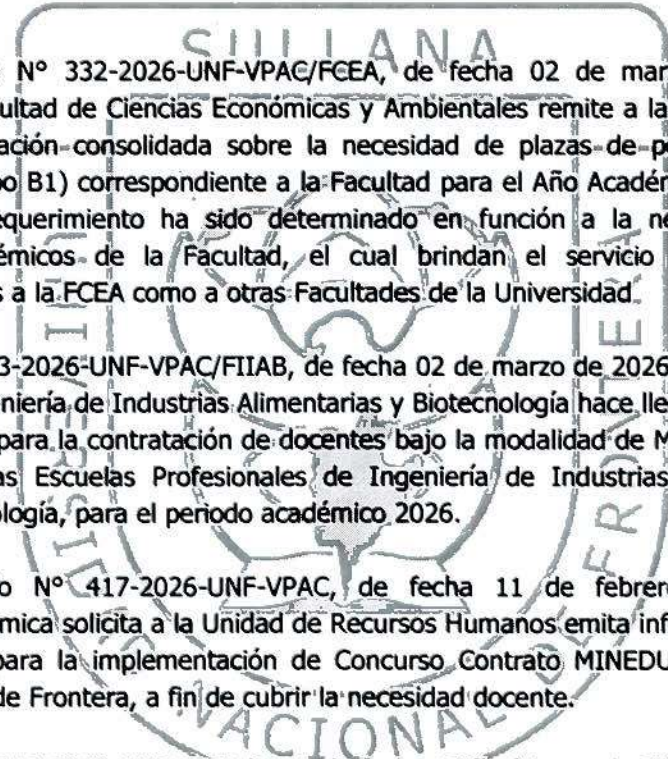 SULLANA
N° 332-2026-UNF-VPAC/FCEA, de fecha 02 de mar
ultad de Ciencias Económicas y Ambientales remite a la
ación consolidada sobre la necesidad de plazas de p
o B1) correspondiente a la Facultad para el Año Académ
equerimiento ha sido determinado en función a la ne
émicos de la Facultad, el cual brindan el servicio
s a la FCEA como a otras Facultades de la Universidad.
3-2026-UNF-VPAC/FIIAB, de fecha 02 de marzo de 2026
niería de Industrias Alimentarias y Biotecnología hace lle
para la contratación de docentes bajo la modalidad de M
as Escuelas Profesionales de Ingeniería de Industrias
ología, para el periodo académico 2026.
o N° 417-2026-UNF-VPAC, de fecha 11 de febrer
émica solicita a la Unidad de Recursos Humanos emita inf
para la implementación de Concurso Contrato MINEDU
de Frontera, a fin de cubrir la necesidad docente.
UNIVERSIDAD NACIONAL DE FRONTERA